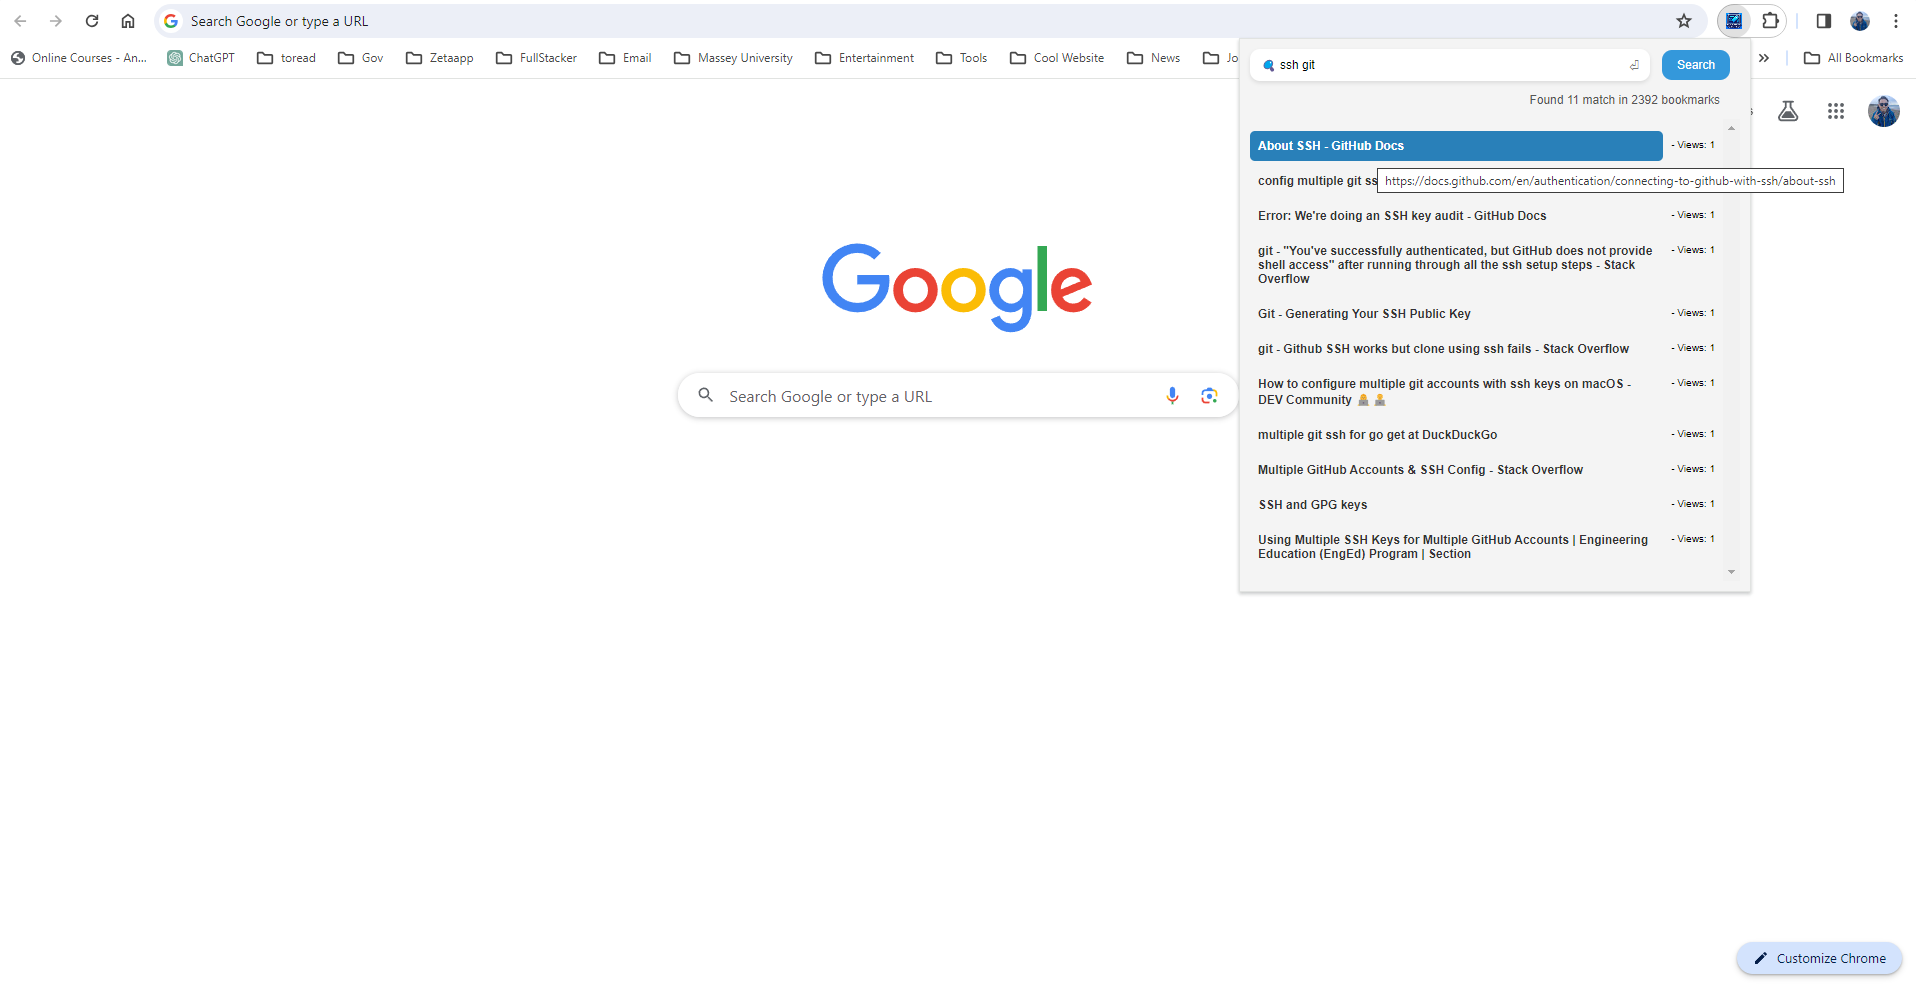 Search Google or type a URL
Online Courses - An...
ChatGPT
toread
Gov
Zetaapp
FullStacker
Email
Massey University
Entertainment
Tools
Cool Website
News
Jo
All Bookmarks
ssh git
Search
Found 11 match in 2392 bookmarks
About SSH - GitHub Docs - Views: 1
config multiple git ss
https://docs.github.com/en/authentication/connecting-to-github-with-ssh/about-ssh
Error: We're doing an SSH key audit - GitHub Docs - Views: 1
git - "You've successfully authenticated, but GitHub does not provide - Views: 1
shell access" after running through all the ssh setup steps - Stack
Overflow
Git - Generating Your SSH Public Key - Views: 1
git - Github SSH works but clone using ssh fails - Stack Overflow - Views: 1
How to configure multiple git accounts with ssh keys on macOS - - Views: 1
DEV Community 🧑‍💻 🧑‍💻
multiple git ssh for go get at DuckDuckGo - Views: 1
Multiple GitHub Accounts & SSH Config - Stack Overflow - Views: 1
SSH and GPG keys - Views: 1
Using Multiple SSH Keys for Multiple GitHub Accounts | Engineering - Views: 1
Education (EngEd) Program | Section
Google
Search Google or type a URL
Customize Chrome